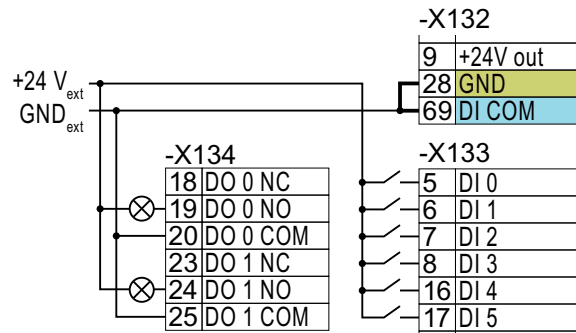 -X132
9 +24V out
28 GND
69 DI COM
+24 Vext
GNDext
-X134
18 DO 0 NC
19 DO 0 NO
20 DO 0 COM
23 DO 1 NC
24 DO 1 NO
25 DO 1 COM
-X133
5 DI 0
6 DI 1
7 DI 2
8 DI 3
16 DI 4
17 DI 5